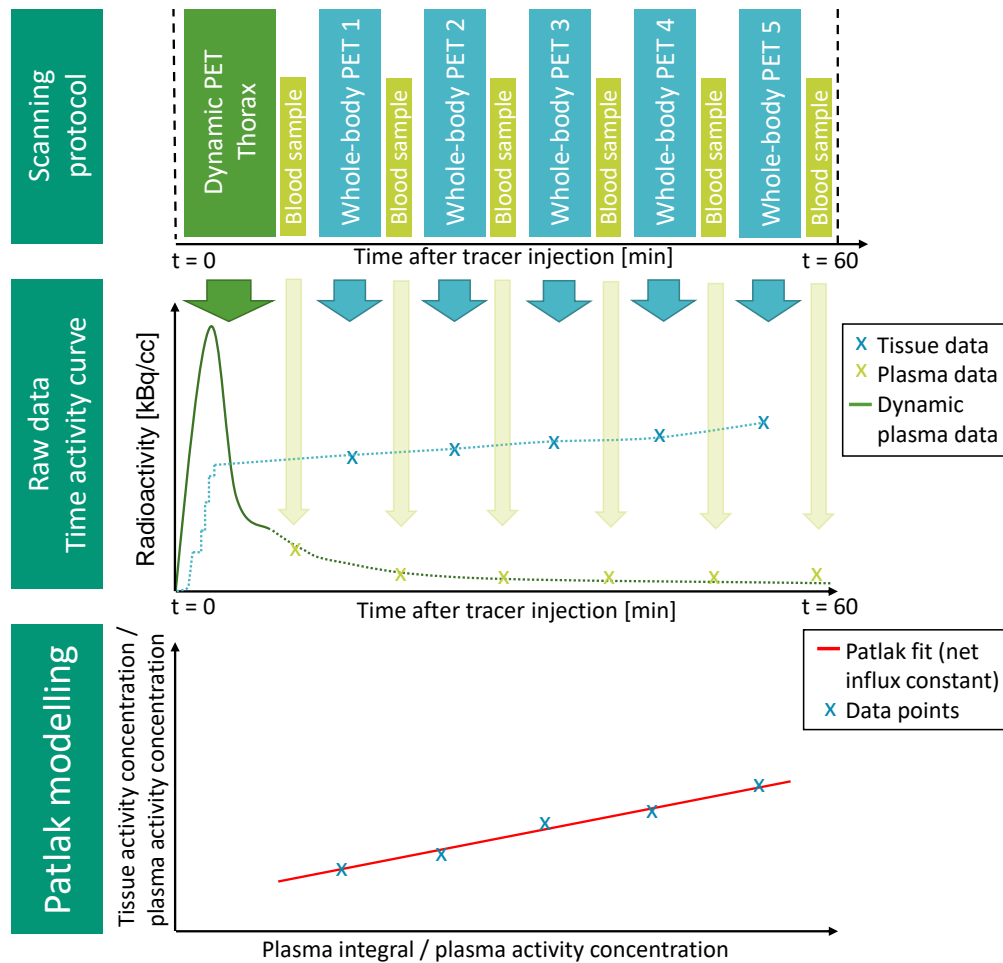 Scanning
protocol
Dynamic PET
Thorax
Blood sample
Whole-body PET 1
Blood sample
Whole-body PET 2
Blood sample
Whole-body PET 3
Blood sample
Whole-body PET 4
Blood sample
Whole-body PET 5
Blood sample
t = 0
Time after tracer injection [min]
t = 60
Raw data
Time activity curve
Radioactivity [kBq/cc]
x Tissue data
x Plasma data
Dynamic
plasma data
t = 0
Time after tracer injection [min]
t = 60
Patlak modelling
Tissue activity concentration /
plasma activity concentration
Patlak fit (net
influx constant)
x Data points
Plasma integral / plasma activity concentration